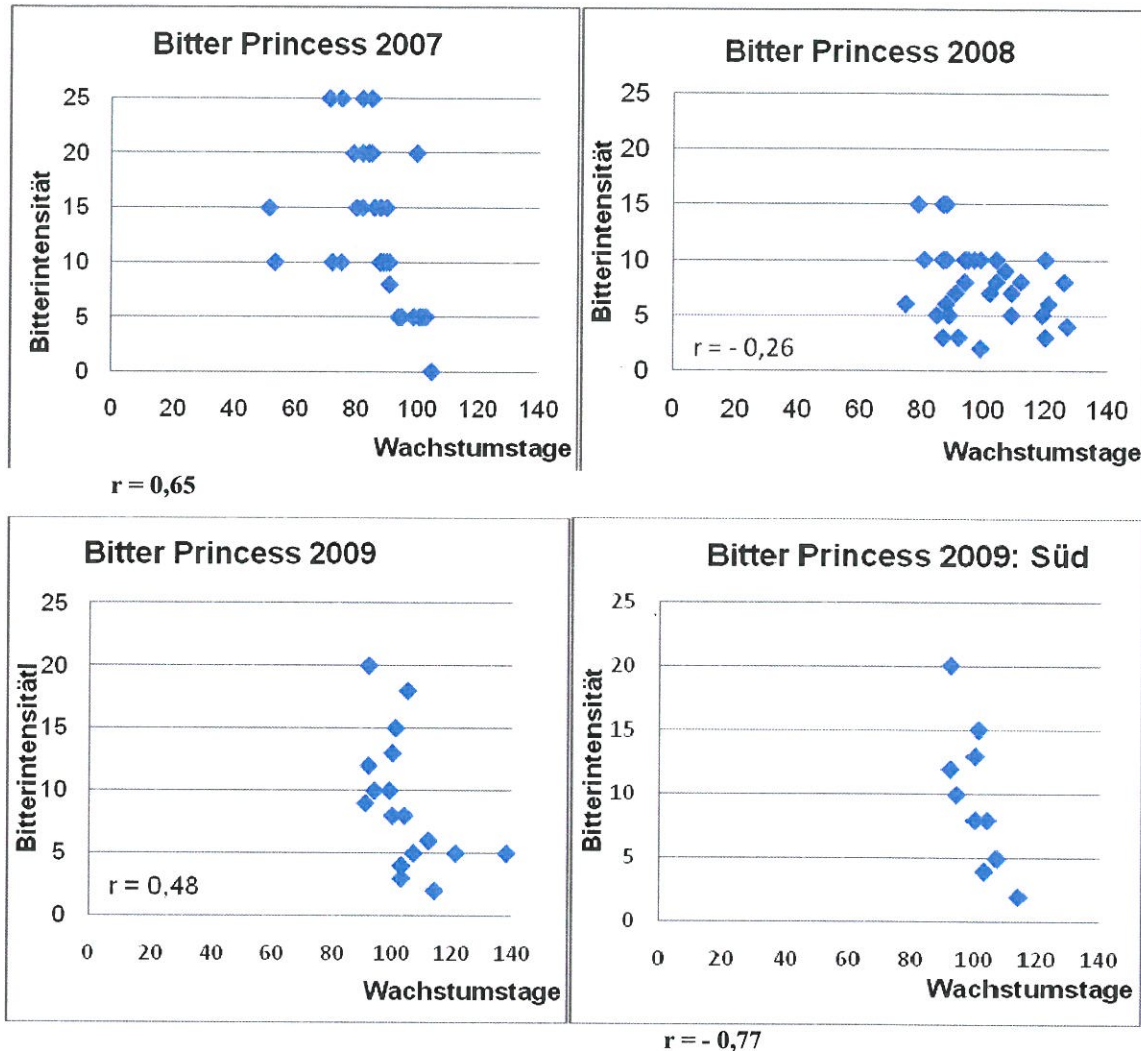 Bitter Princess 2007
Bitterintensität
25
20
15
10
5
0
0 20 40 60 80 100 120 140
Wachstumstage
r = 0,65
Bitter Princess 2008
Bitterintensität
25
20
15
10
5
0
r = - 0,26
0 20 40 60 80 100 120 140
Wachstumstage
Bitter Princess 2009
Bitterintensitätl
25
20
15
10
5
0
r = 0,48
0 20 40 60 80 100 120 140
Wachstumstage
Bitter Princess 2009: Süd
Bitterintensität
25
20
15
10
5
0
0 20 40 60 80 100 120 140
Wachstumstage
r = - 0,77